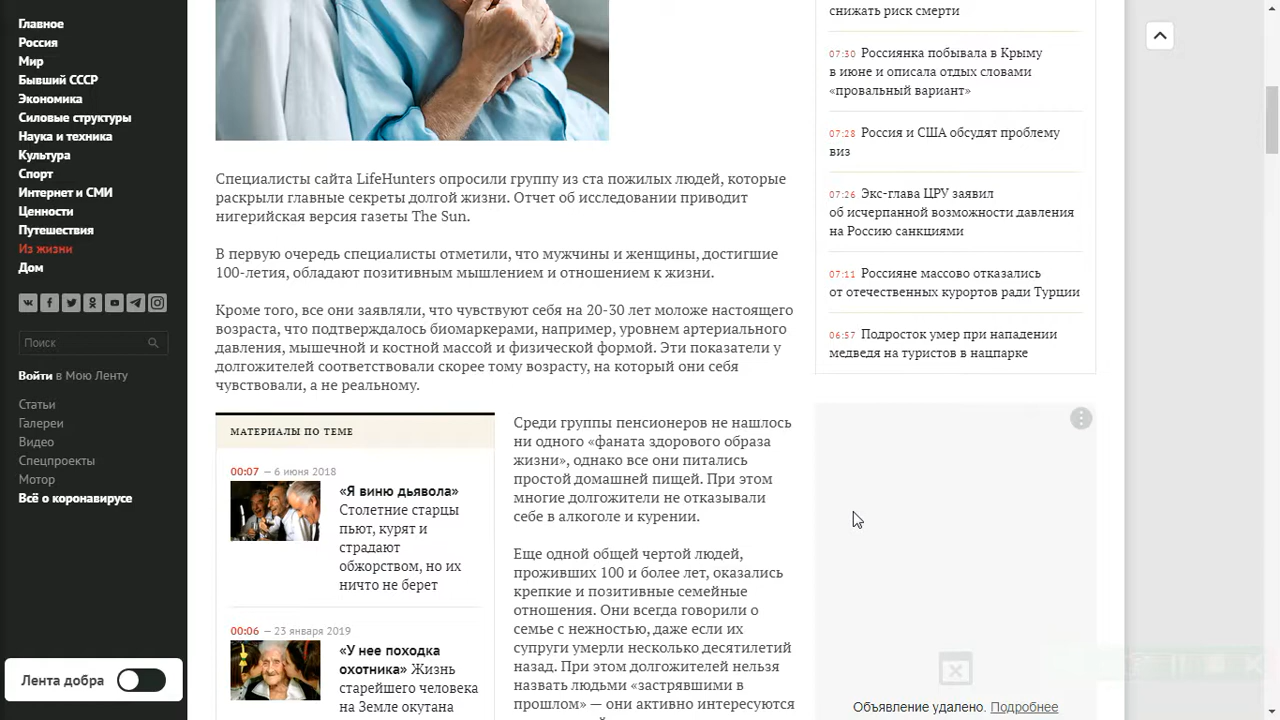 Главное
Россия
Мир
Бывший СССР
Экономика
Силовые структуры
Наука и техника
Культура
Спорт
Интернет и СМИ
Ценности
Путешествия
Из жизни
Дом
Поиск
Войти в Мою Ленту
Статьи
Галереи
Видео
Спецпроекты
Мотор
Всё о коронавирусе
Лента добра
Специалисты сайта LifeHunters опросили группу из ста пожилых людей, которые
раскрыли главные секреты долгой жизни. Отчет об исследовании приводит
нигерийская версия газеты The Sun.
В первую очередь специалисты отметили, что мужчины и женщины, достигшие
100-летия, обладают позитивным мышлением и отношением к жизни.
Кроме того, все они заявляли, что чувствуют себя на 20-30 лет моложе настоящего
возраста, что подтверждалось биомаркерами, например, уровнем артериального
давления, мышечной и костной массой и физической формой. Эти показатели у
долгожителей соответствовали скорее тому возрасту, на который они себя
чувствовали, а не реальному.
МАТЕРИАЛЫ ПО ТЕМЕ
00:07 — 6 июня 2018
«Я виню дьявола»
Столетние старцы
пьют, курят и
страдают
обжорством, но их
ничто не берет
00:06 — 23 января 2019
«У нее походка
охотника» Жизнь
старейшего человека
на Земле окутана
Среди группы пенсионеров не нашлось
ни одного «фаната здорового образа
жизни», однако все они питались
простой домашней пищей. При этом
многие долгожители не отказывали
себе в алкоголе и курении.
Еще одной общей чертой людей,
проживших 100 и более лет, оказались
крепкие и позитивные семейные
отношения. Они всегда говорили о
семье с нежностью, даже если их
супруги умерли несколько десятилетий
назад. При этом долгожителей нельзя
назвать людьми «застрявшими в
прошлом» — они активно интересуются
снижать риск смерти
07:30 Россиянка побывала в Крыму
в июне и описала отдых словами
«провальный вариант»
07:28 Россия и США обсудят проблему
виз
07:26 Экс-глава ЦРУ заявил
об исчерпанной возможности давления
на Россию санкциями
07:11 Россияне массово отказались
от отечественных курортов ради Турции
06:57 Подросток умер при нападении
медведя на туристов в нацпарке
Объявление удалено. Подробнее